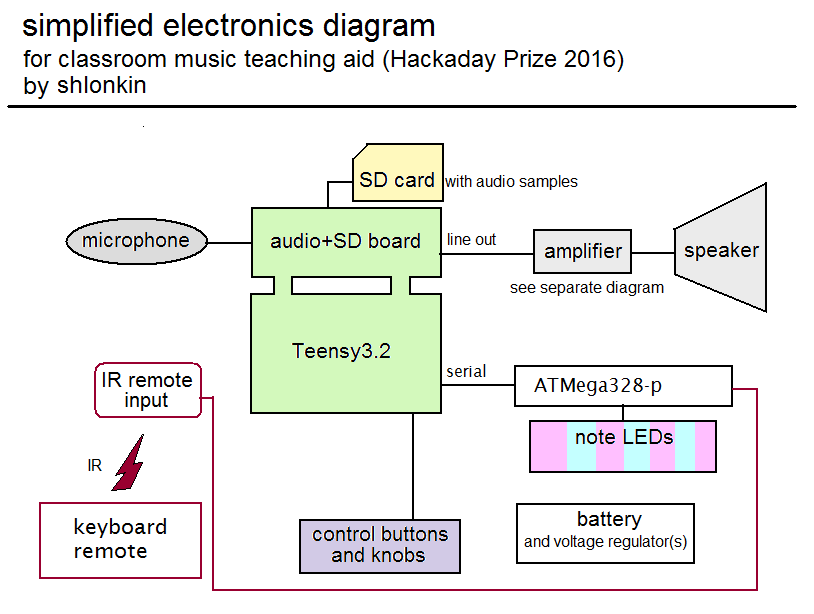 simplified electronics diagram
for classroom music teaching aid (Hackaday Prize 2016)
by shlonkin
SD card
with audio samples
microphone
audio+SD board
line out
amplifier
speaker
see separate diagram
Teensy3.2
serial
ATMega328-p
IR remote
input
note LEDs
IR
keyboard
remote
control buttons
and knobs
battery
and voltage regulator(s)